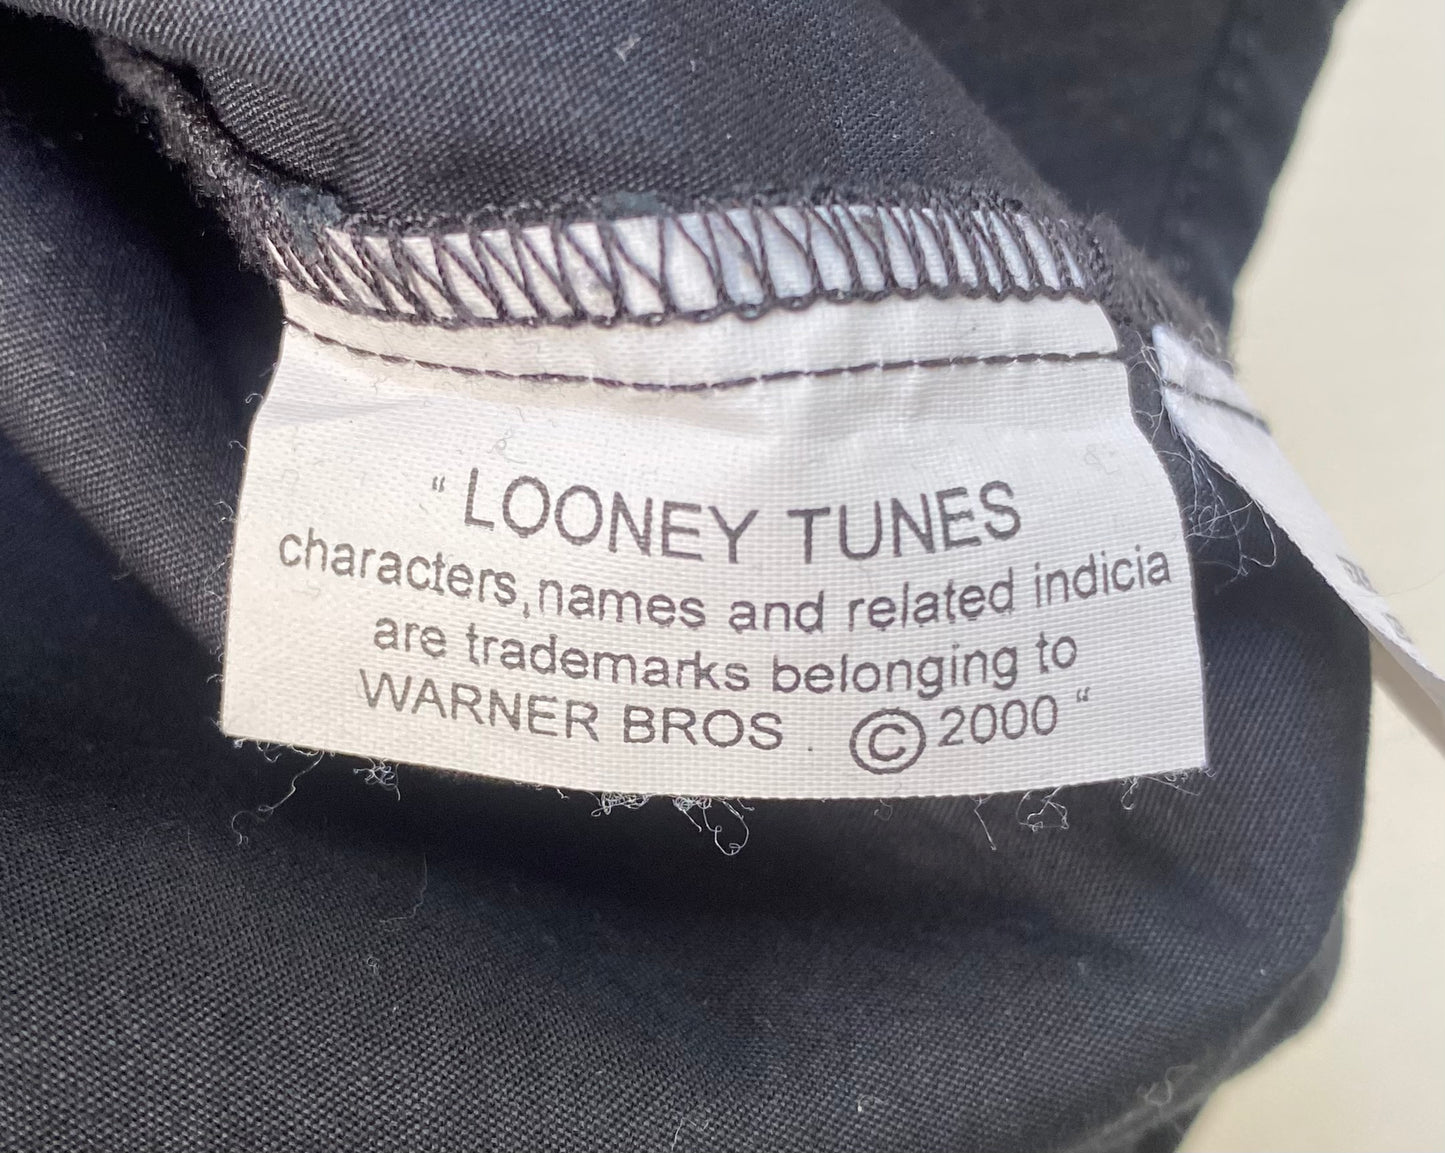 “ LOONEY TUNES
characters,names and related indicia
are trademarks belonging to
WARNER BROS . © 2000 “